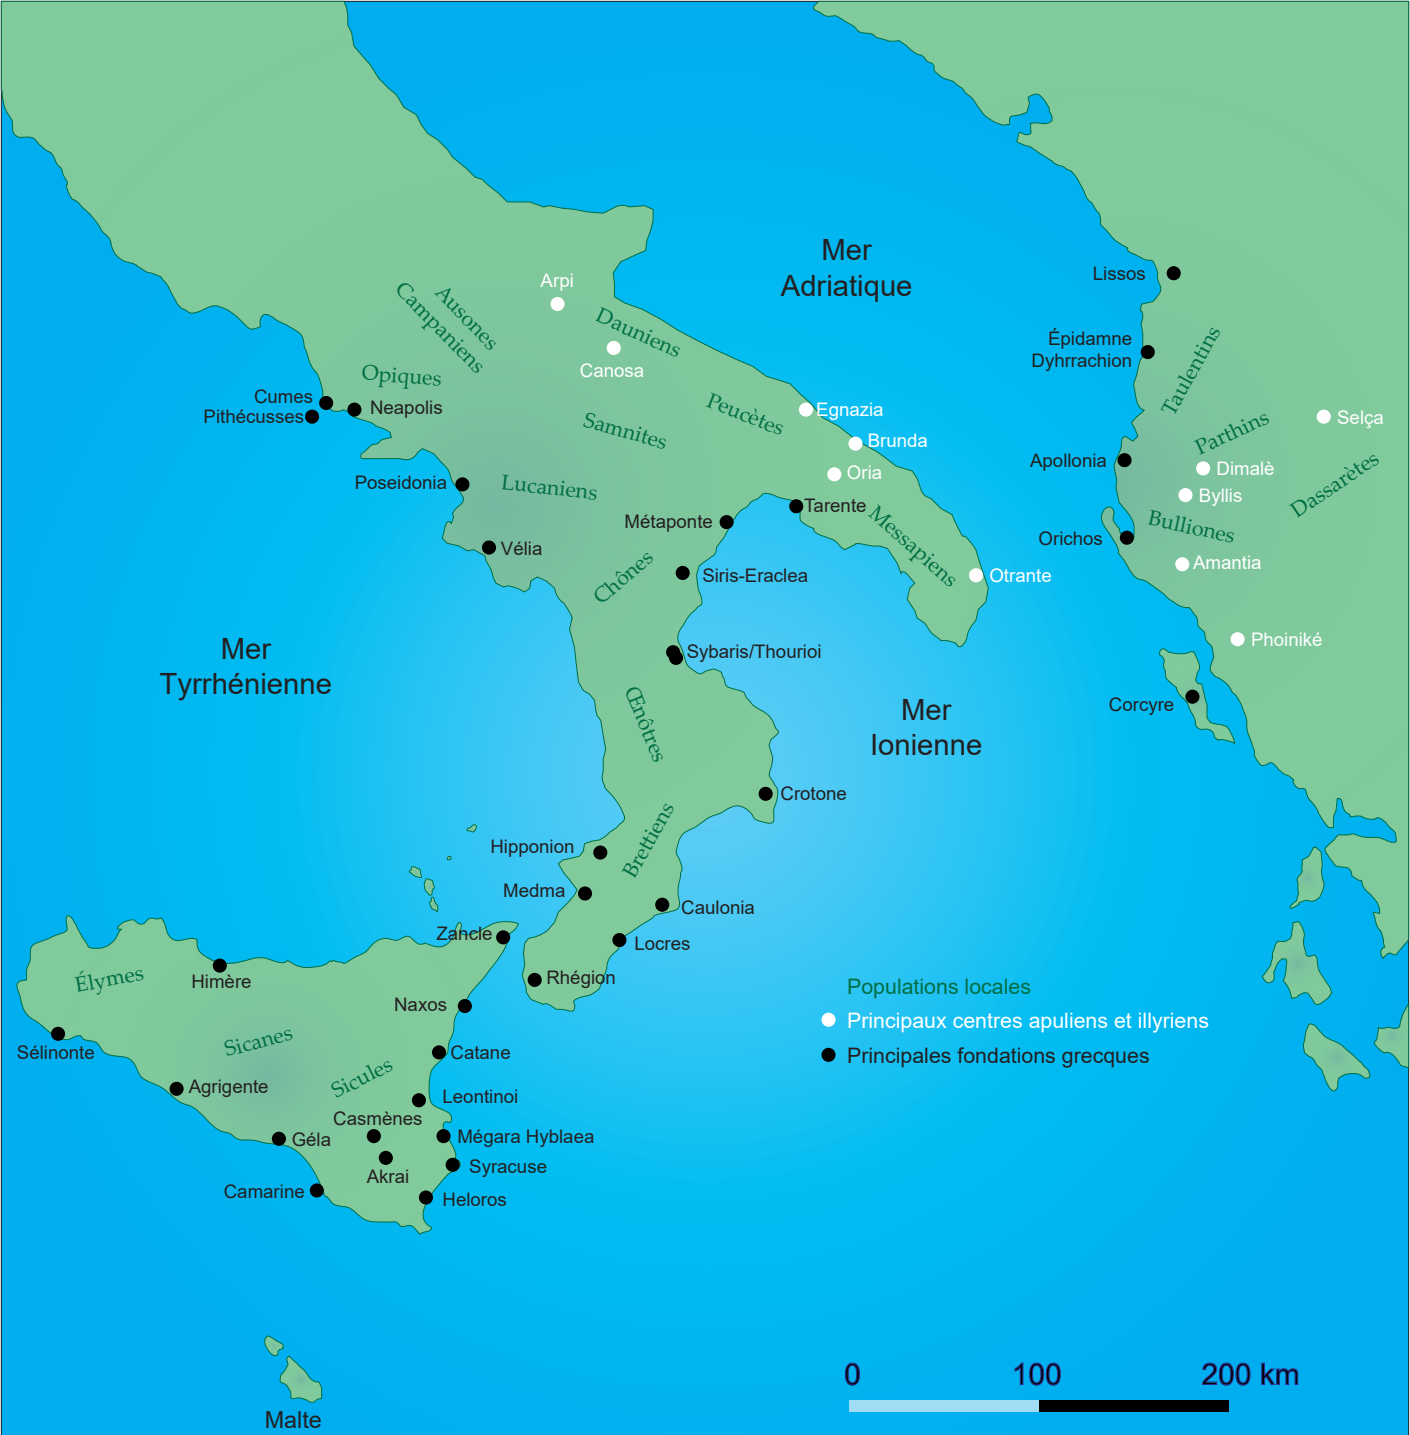 Mer
Adriatique
Lissos
Arpi
Ausones
Campaniens
Dauniens
Épidamne
Dyhrrachion
Taulentins
Canosa
Opiques
Cumes
Pithécusses
Neapolis
Peucètes
Egnazia
Samnites
Brunda
Selça
Parthins
Apollonia
Dimalè
Oria
Poseidonia
Lucaniens
Byllis
Dassarètes
Tarente
Métaponte
Messapiens
Bulliones
Orichos
Vélia
Amantia
Chônes
Siris-Eraclea
Otrante
Phoiniké
Mer
Tyrrhénienne
Sybaris/Thourioi
Corcyre
Mer
Ionienne
Œnôtres
Crotone
Brettiens
Hipponion
Medma
Caulonia
Zancle
Locres
Élymes
Himère
Rhégion
Naxos
Sélinonte
Sicanes
Catane
Sicules
Agrigente
Leontinoi
Casmènes
Géla
Mégara Hyblaea
Akrai
Syracuse
Camarine
Heloros
Populations locales
Principaux centres apuliens et illyriens
Principales fondations grecques
Malte
0 100 200 km